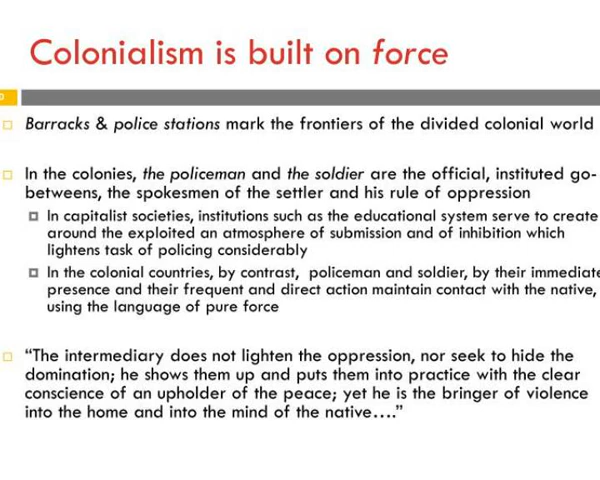 Colonialism is built on force
Barracks & police stations mark the frontiers of the divided colonial world
In the colonies, the policeman and the soldier are the official, instituted go-
betweens, the spokesmen of the settler and his rule of oppression
In capitalist societies, institutions such as the educational system serve to create
around the exploited an atmosphere of submission and of inhibition which
lightens task of policing considerably
In the colonial countries, by contrast, policeman and soldier, by their immediate
presence and their frequent and direct action maintain contact with the native,
using the language of pure force
“The intermediary does not lighten the oppression, nor seek to hide the
domination; he shows them up and puts them into practice with the clear
conscience of an upholder of the peace; yet he is the bringer of violence
into the home and into the mind of the native....”